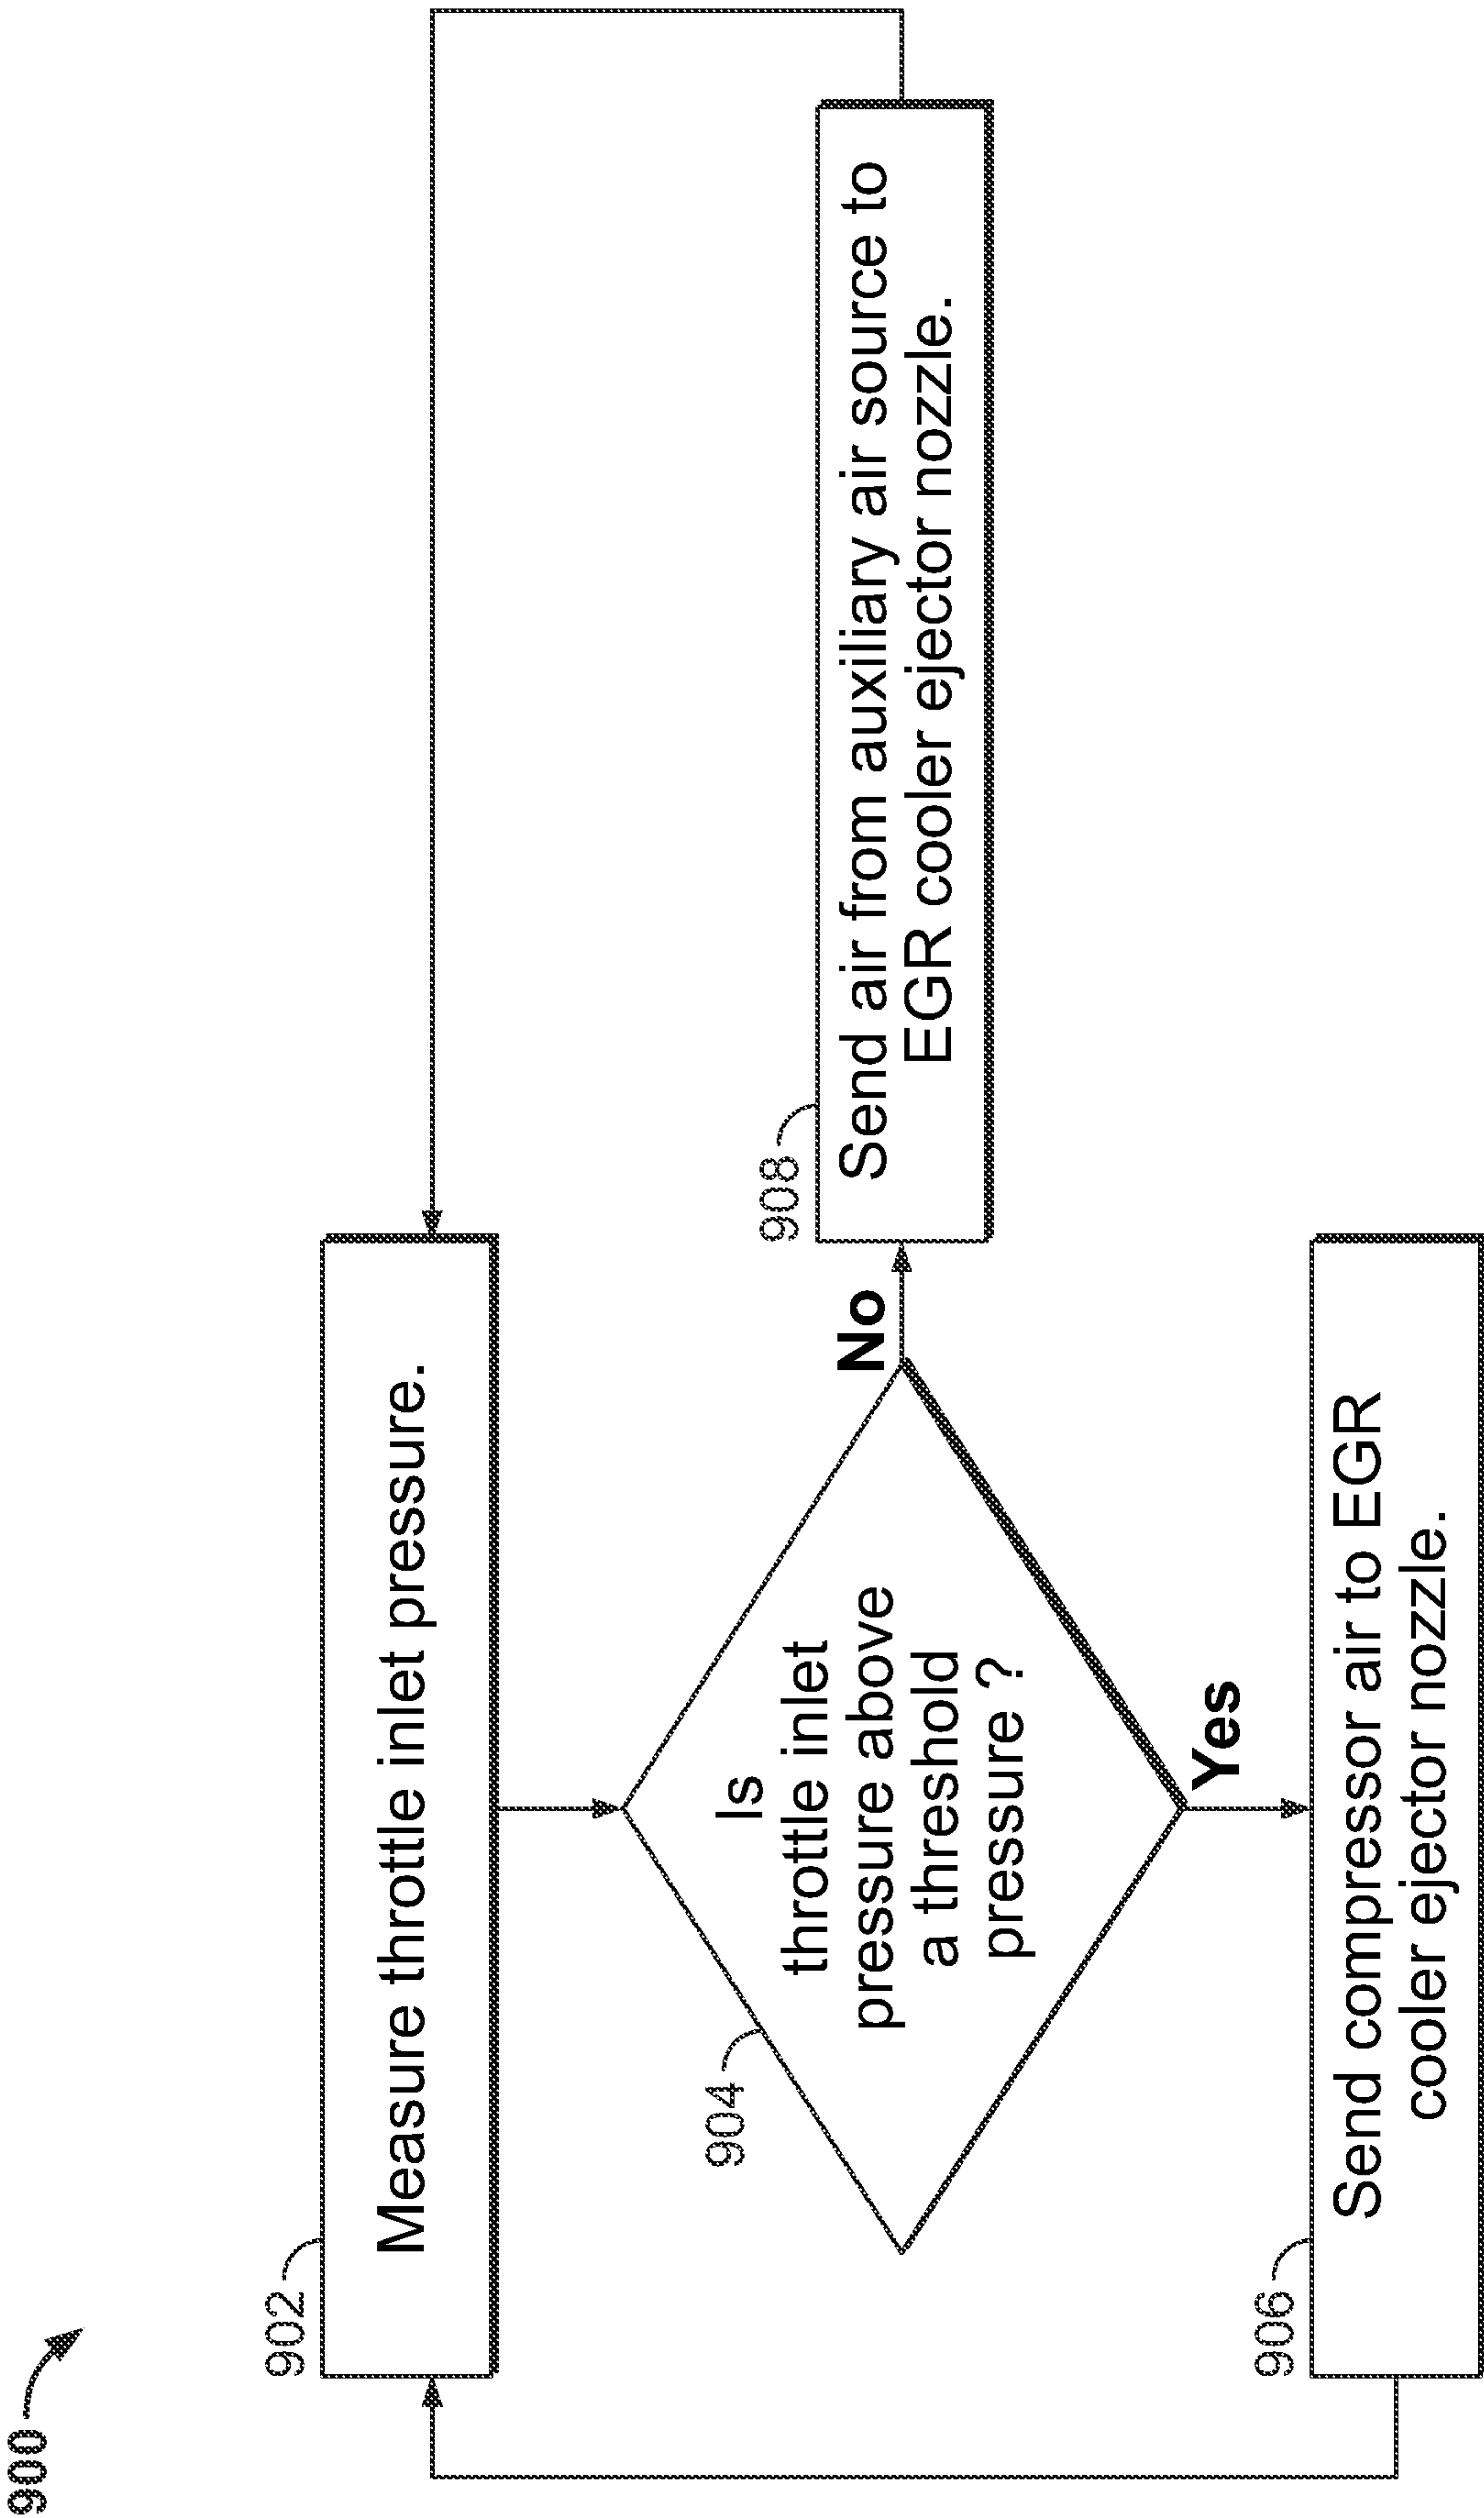 900
902
Measure throttle inlet pressure.
904
Is
throttle inlet
pressure above
a threshold
pressure ?
No
908
Send air from auxiliary air source to
EGR cooler ejector nozzle.
Yes
906
Send compressor air to EGR
cooler ejector nozzle.